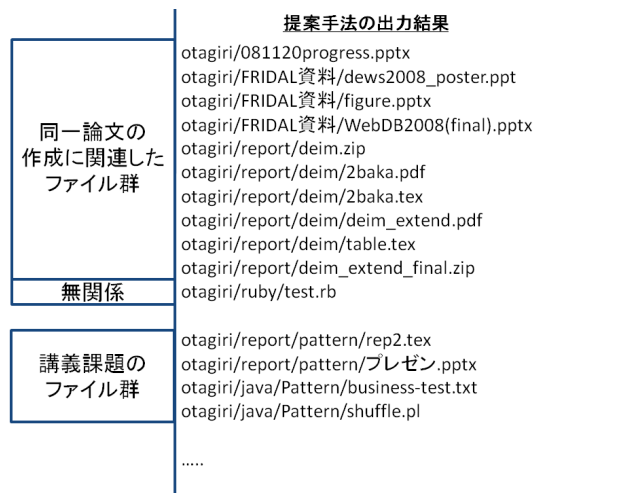 提案手法の出力結果
同一論文の
作成に関連した
ファイル群
otagiri/081120progress.pptx
otagiri/FRIDAL資料/dews2008_poster.ppt
otagiri/FRIDAL資料/figure.pptx
otagiri/FRIDAL資料/WebDB2008(final).pptx
otagiri/report/deim.zip
otagiri/report/deim/2baka.pdf
otagiri/report/deim/2baka.tex
otagiri/report/deim/deim_extend.pdf
otagiri/report/deim/table.tex
otagiri/report/deim_extend_final.zip
無関係
otagiri/ruby/test.rb
講義課題の
ファイル群
otagiri/report/pattern/rep2.tex
otagiri/report/pattern/プレゼン.pptx
otagiri/java/Pattern/business-test.txt
otagiri/java/Pattern/shuffle.pl
.....